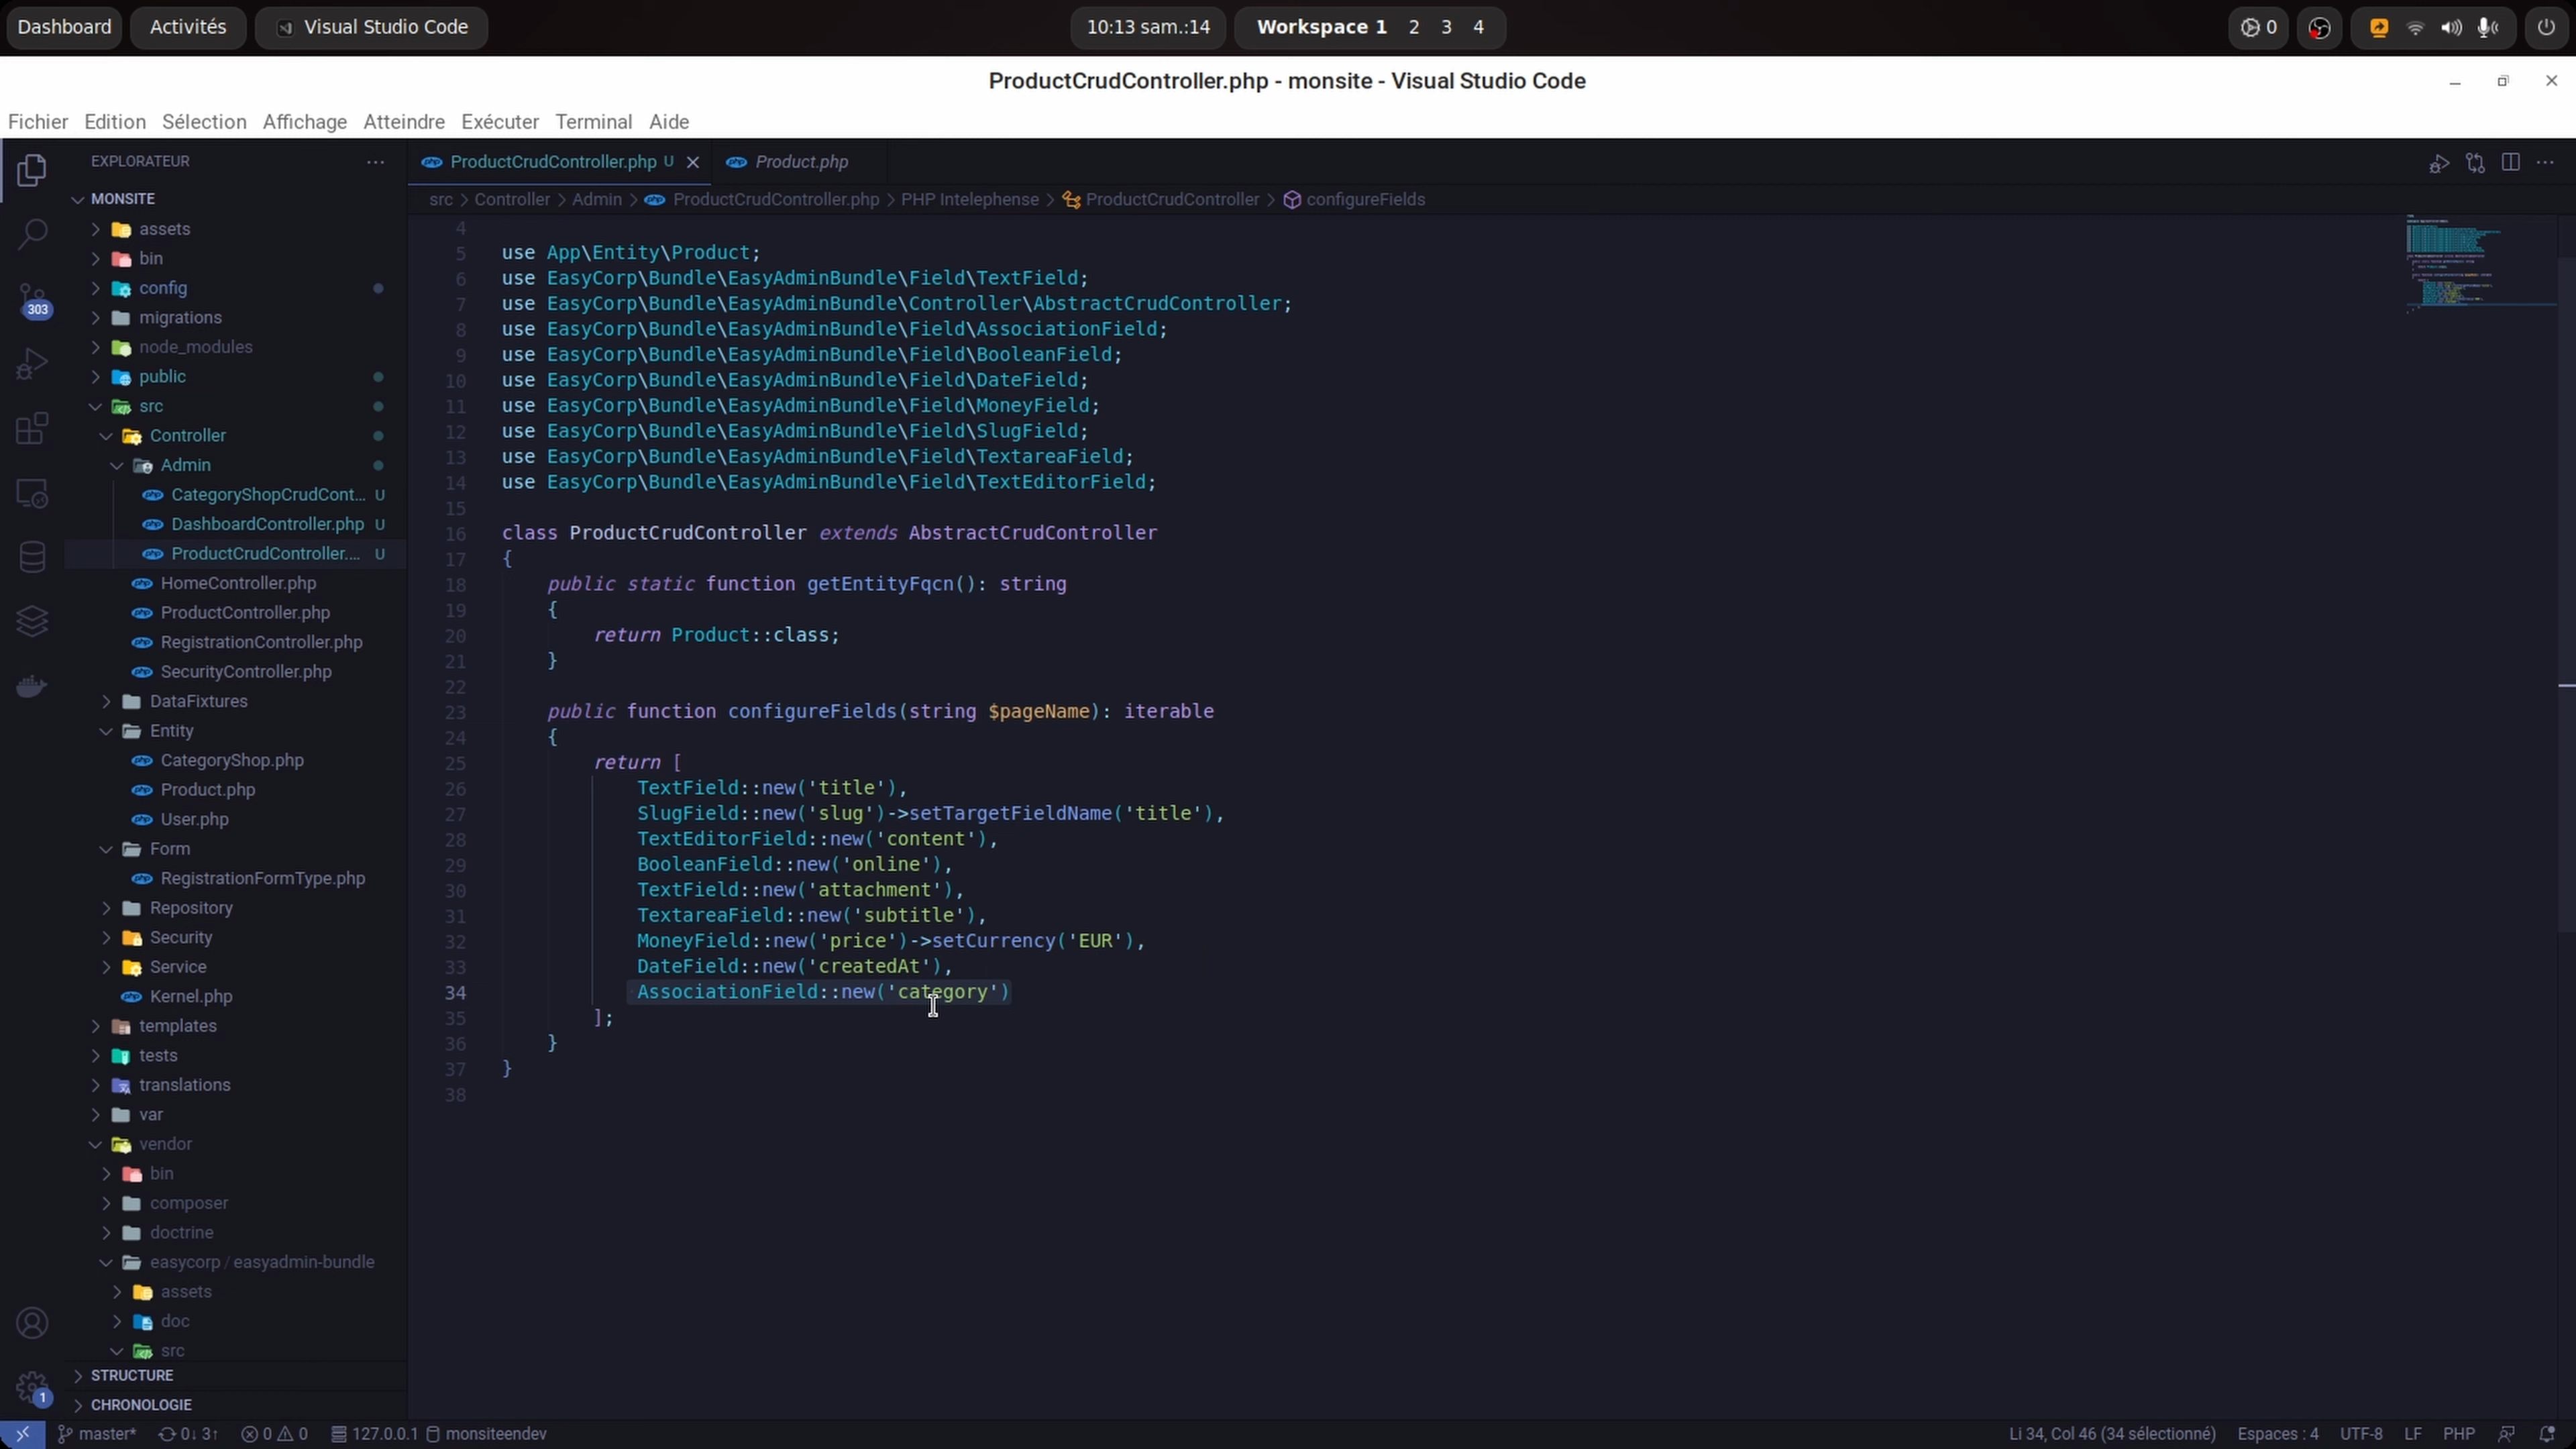 Dashboard
Activités
Visual Studio Code
10:13 sam.:14
Workspace 1 2 3 4
0
ProductCrudController.php - monsite - Visual Studio Code
Fichier Edition Sélection Affichage Atteindre Exécuter Terminal Aide
EXPLORATEUR
MONSITE
assets
bin
config
303
migrations
node_modules
public
src
Controller
Admin
CategoryShopCrudCont... U
DashboardController.php U
ProductCrudController.... U
HomeController.php
ProductController.php
RegistrationController.php
SecurityController.php
DataFixtures
Entity
CategoryShop.php
Product.php
User.php
Form
RegistrationFormType.php
Repository
Security
Service
Kernel.php
templates
tests
translations
var
vendor
bin
composer
doctrine
easycorp / easyadmin-bundle
assets
doc
src
STRUCTURE
1
CHRONOLOGIE
ProductCrudController.php U
Product.php
src > Controller > Admin > ProductCrudController.php > PHP Intelephense > ProductCrudController > configureFields
4
5 use App\Entity\Product;
6 use EasyCorp\Bundle\EasyAdminBundle\Field\TextField;
7 use EasyCorp\Bundle\EasyAdminBundle\Controller\AbstractCrudController;
8 use EasyCorp\Bundle\EasyAdminBundle\Field\AssociationField;
9 use EasyCorp\Bundle\EasyAdminBundle\Field\BooleanField;
10 use EasyCorp\Bundle\EasyAdminBundle\Field\DateField;
11 use EasyCorp\Bundle\EasyAdminBundle\Field\MoneyField;
12 use EasyCorp\Bundle\EasyAdminBundle\Field\SlugField;
13 use EasyCorp\Bundle\EasyAdminBundle\Field\TextareaField;
14 use EasyCorp\Bundle\EasyAdminBundle\Field\TextEditorField;
15
16 class ProductCrudController extends AbstractCrudController
17 {
18 public static function getEntityFqcn(): string
19 {
20 return Product::class;
21 }
22
23 public function configureFields(string $pageName): iterable
24 {
25 return [
26 TextField::new('title'),
27 SlugField::new('slug')->setTargetFieldName('title'),
28 TextEditorField::new('content'),
29 BooleanField::new('online'),
30 TextField::new('attachment'),
31 TextareaField::new('subtitle'),
32 MoneyField::new('price')->setCurrency('EUR'),
33 DateField::new('createdAt'),
34 AssociationField::new('category')
35 ];
36 }
37 }
38
master* 0↓ 3↑ 0 0 127.0.0.1 monsiteendev
Li 34, Col 46 (34 sélectionné) Espaces : 4 UTF-8 LF PHP